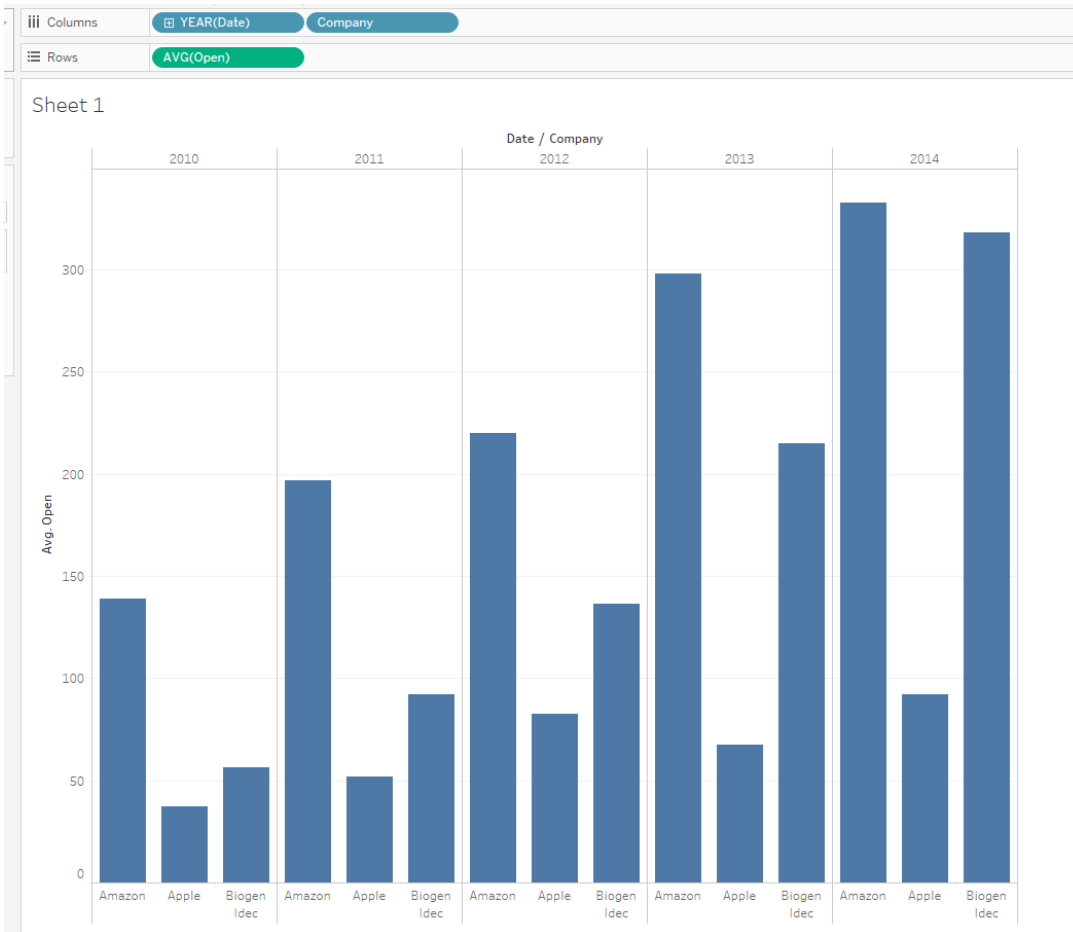 Columns
YEAR(Date)
Company
Rows
AVG(Open)
Sheet 1
Date / Company
2010 2011 2012 2013 2014
300
250
200
150
100
50
0
Avg. Open
Amazon Apple Biogen Idec Amazon Apple Biogen Idec Amazon Apple Biogen Idec Amazon Apple Biogen Idec Amazon Apple Biogen Idec